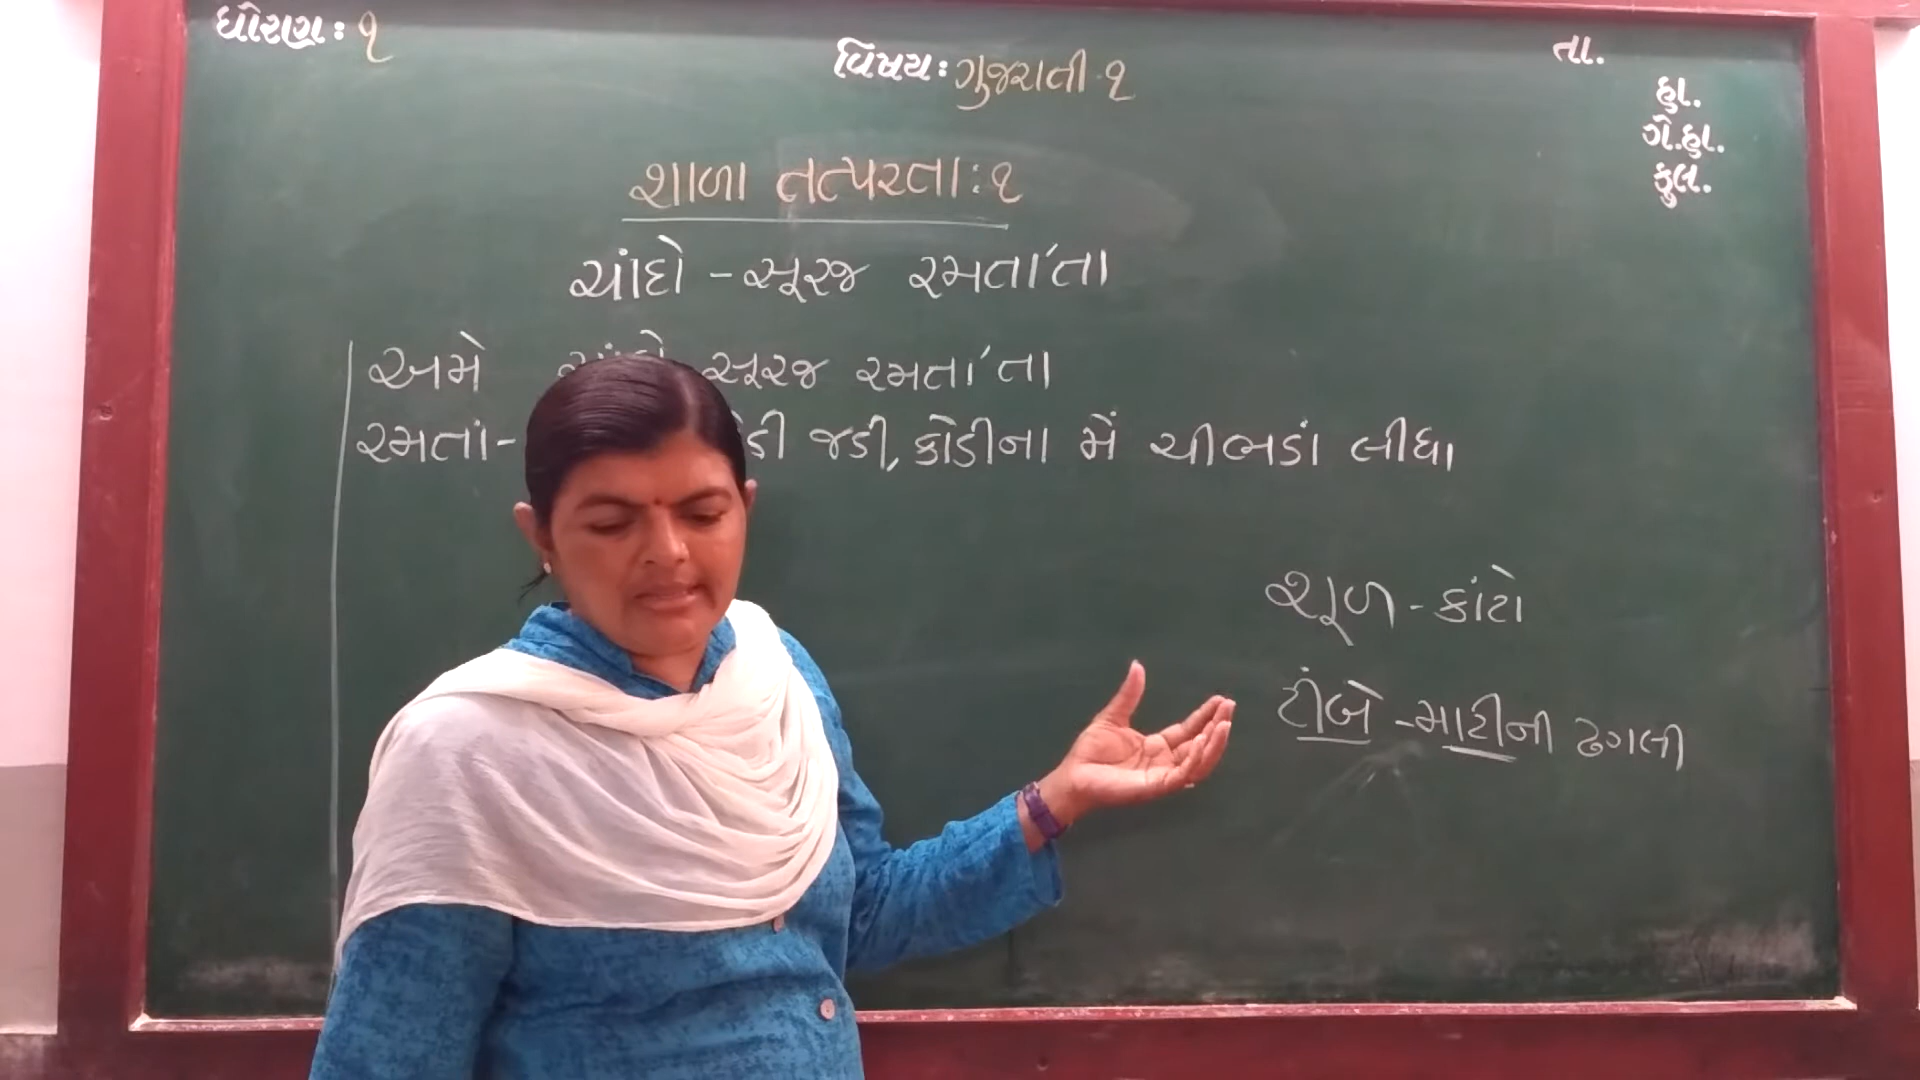 ધોરણ: ૧
વિષય: ગુજરાતી-૧
તા.
હા.
ગે.હા.
કુલ.
શાળા તત્પરતા: ૧
ચાંદો - સૂરજ રમતા'તા
અમે સૂરજ રમતા'તા
રમતાં- જડી, કોડીના મેં ચીભડાં લીધા
શૂળ - કાંટો
ટીંબે - માટીની ઢગલી